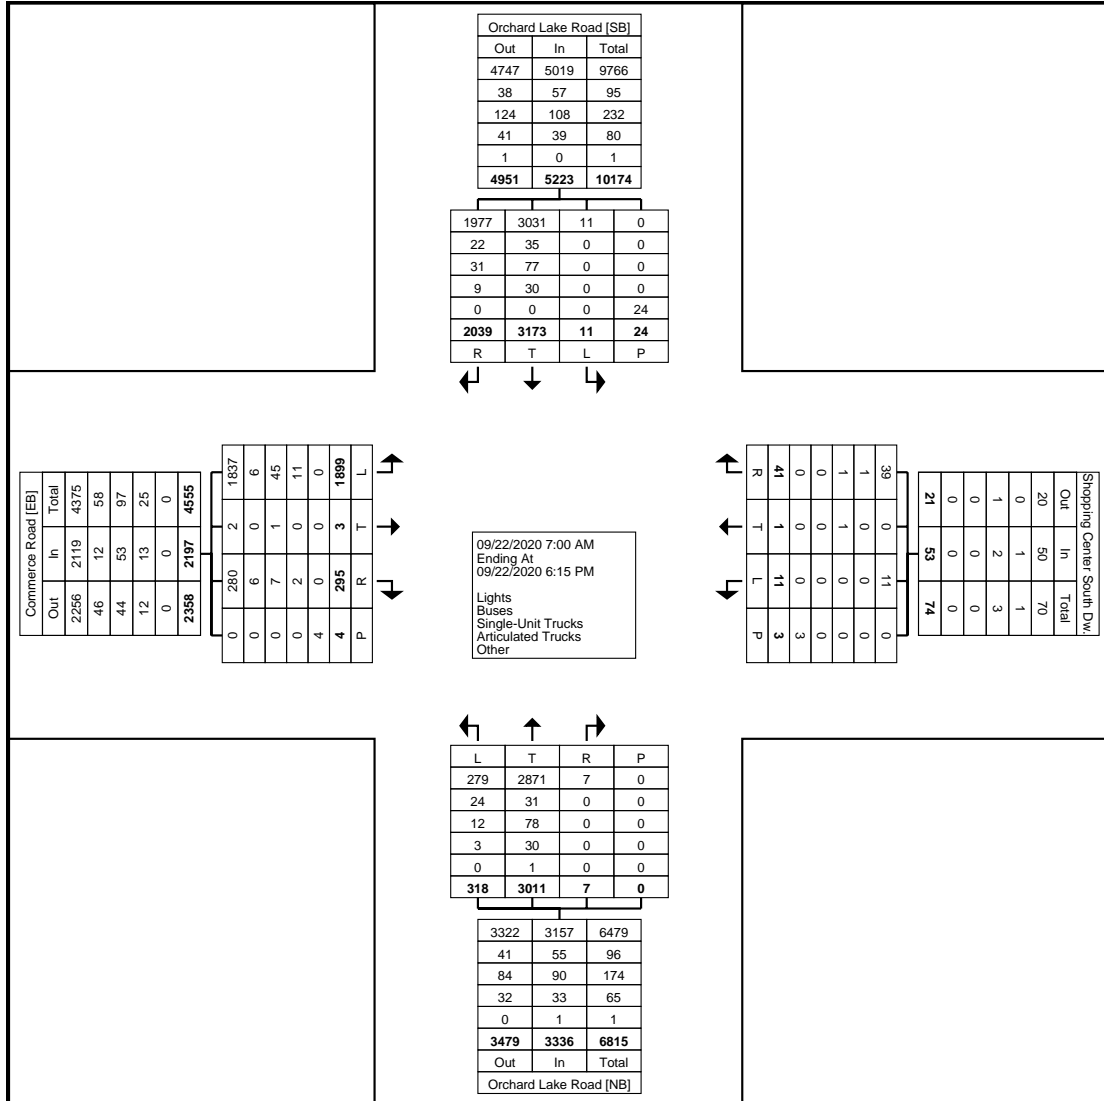 Orchard Lake Road [SB]
Out In Total
4747 5019 9766
38 57 95
124 108 232
41 39 80
1 0 1
4951 5223 10174
1977 3031 11 0
22 35 0 0
31 77 0 0
9 30 0 0
0 0 0 24
2039 3173 11 24
R T L P
Commerce Road [EB]
Total 4375 58 97 25 0 4555
In 2119 12 53 13 0 2197
Out 2256 46 44 12 0 2358
1837 6 45 11 0 1899 L
2 0 1 0 0 3 T
280 6 7 2 0 295 R
0 0 0 0 4 4 P
09/22/2020 7:00 AM
Ending At
09/22/2020 6:15 PM
Lights
Buses
Single-Unit Trucks
Articulated Trucks
Other
R 41 0 0 1 1 39
T 1 0 0 1 0 0
L 11 0 0 0 0 11
P 3 3 0 0 0 0
Shopping Center South Dw.
21 0 0 1 0 20 Out
53 0 0 2 1 50 In
74 0 0 3 1 70 Total
L T R P
279 2871 7 0
24 31 0 0
12 78 0 0
3 30 0 0
0 1 0 0
318 3011 7 0
3322 3157 6479
41 55 96
84 90 174
32 33 65
0 1 1
3479 3336 6815
Out In Total
Orchard Lake Road [NB]